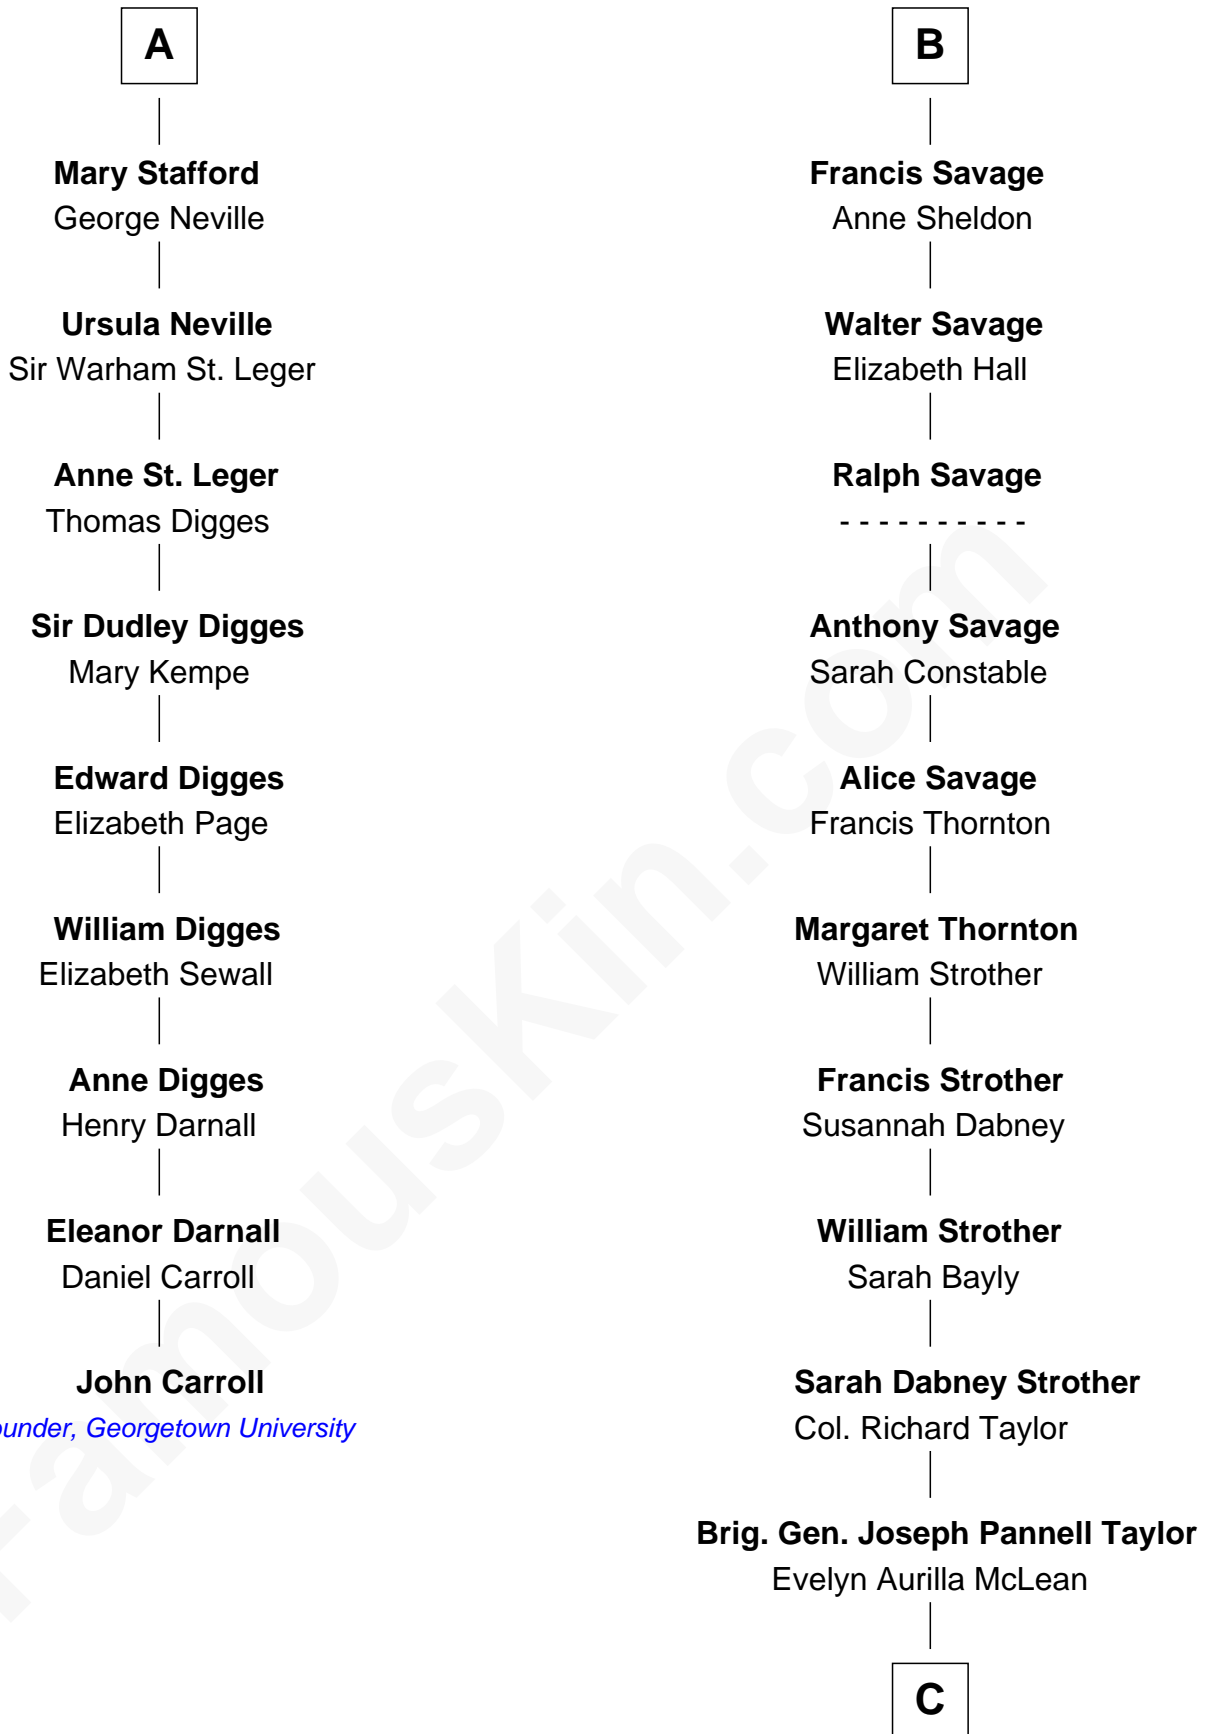 A
Mary Stafford
George Neville
Ursula Neville
Sir Warham St. Leger
Anne St. Leger
Thomas Digges
Sir Dudley Digges
Mary Kempe
Edward Digges
Elizabeth Page
William Digges
Elizabeth Sewall
Anne Digges
Henry Darnall
Eleanor Darnall
Daniel Carroll
John Carroll
under, Georgetown University
B
Francis Savage
Anne Sheldon
Walter Savage
Elizabeth Hall
Ralph Savage
- - - - - - - - - -
Anthony Savage
Sarah Constable
Alice Savage
Francis Thornton
Margaret Thornton
William Strother
Francis Strother
Susannah Dabney
William Strother
Sarah Bayly
Sarah Dabney Strother
Col. Richard Taylor
Brig. Gen. Joseph Pannell Taylor
Evelyn Aurilla McLean
C
FamousKin.com